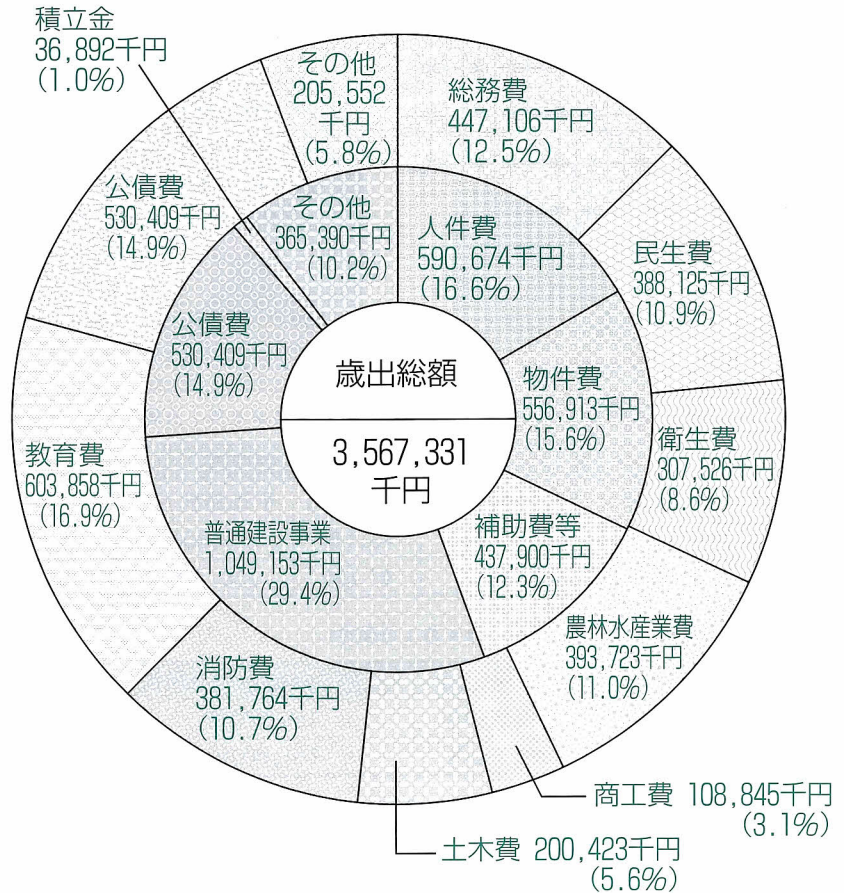 積立金
36,892千円
(1.0%)
その他
205,552
千円
(5.8%)
総務費
447,106千円
(12.5%)
公債費
530,409千円
(14.9%)
その他
365,390千円
(10.2%)
人件費
590,674千円
(16.6%)
民生費
388,125千円
(10.9%)
公債費
530,409千円
(14.9%)
歳出総額
3,567,331
千円
物件費
556,913千円
(15.6%)
衛生費
307,526千円
(8.6%)
教育費
603,858千円
(16.9%)
普通建設事業
1,049,153千円
(29.4%)
補助費等
437,900千円
(12.3%)
農林水産業費
393,723千円
(11.0%)
消防費
381,764千円
(10.7%)
商工費 108,845千円
(3.1%)
土木費 200,423千円
(5.6%)